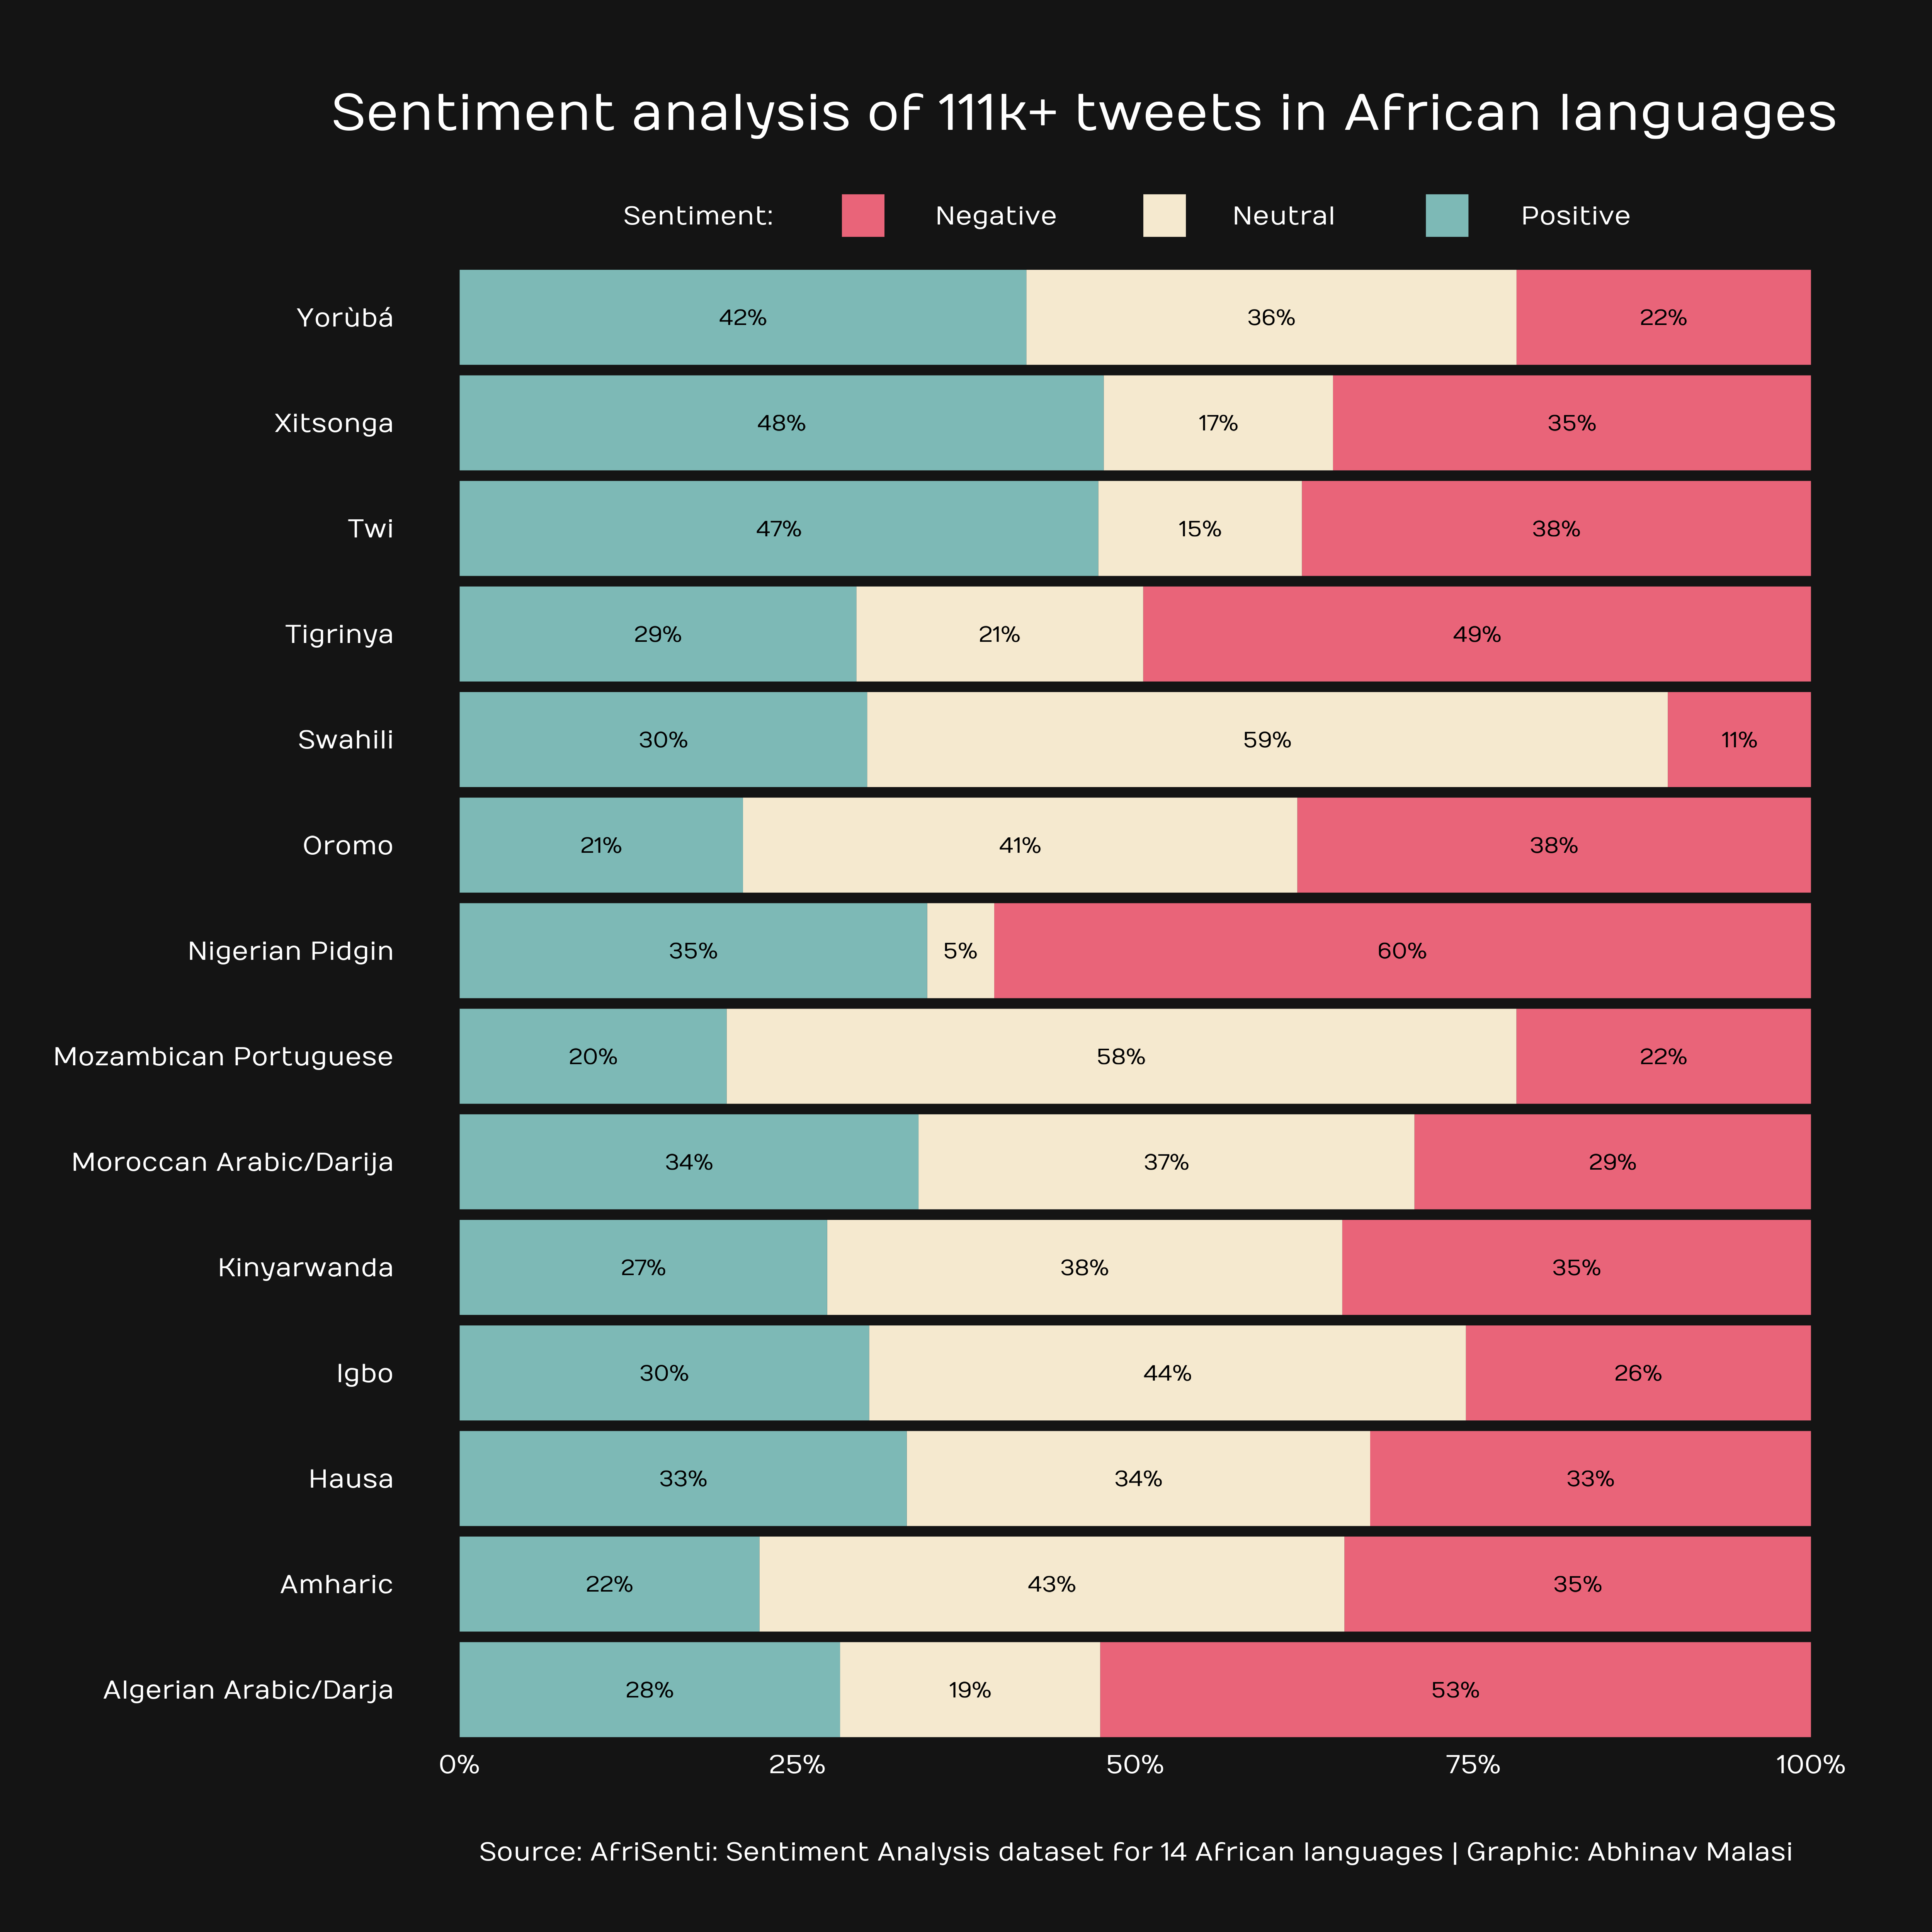 Sentiment analysis of 111k+ tweets in African languages
Sentiment: Negative Neutral Positive
Yorùbá 42% 36% 22%
Xitsonga 48% 17% 35%
Twi 47% 15% 38%
Tigrinya 29% 21% 49%
Swahili 30% 59% 11%
Oromo 21% 41% 38%
Nigerian Pidgin 35% 5% 60%
Mozambican Portuguese 20% 58% 22%
Moroccan Arabic/Darija 34% 37% 29%
Kinyarwanda 27% 38% 35%
Igbo 30% 44% 26%
Hausa 33% 34% 33%
Amharic 22% 43% 35%
Algerian Arabic/Darja 28% 19% 53%
0% 25% 50% 75% 100%
Source: AfriSenti: Sentiment Analysis dataset for 14 African languages | Graphic: Abhinav Malasi